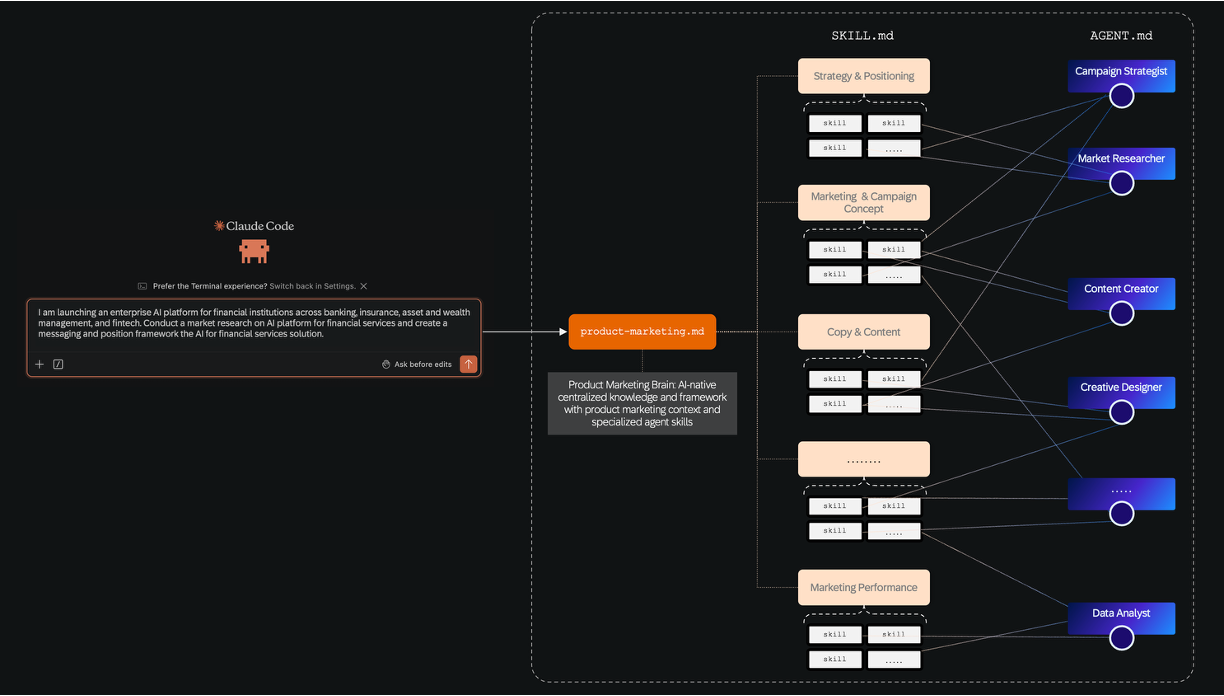 SKILL.md
AGENT.md
Strategy & Positioning
skill
skill
skill
.....
Campaign Strategist
Market Researcher
Marketing & Campaign
Concept
skill
skill
skill
.....
Claude Code
Prefer the Terminal experience? Switch back in Settings.
I am launching an enterprise AI platform for financial institutions across banking, insurance, asset and wealth
management, and fintech. Conduct a market research on AI platform for financial services and create a
messaging and position framework the AI for financial services solution.
Ask before edits
product-marketing.md
Product Marketing Brain: AI-native
centralized knowledge and framework
with product marketing context and
specialized agent skills
Content Creator
Copy & Content
skill
skill
skill
.....
Creative Designer
........
skill
skill
skill
.....
.....
Marketing Performance
skill
skill
skill
.....
Data Analyst